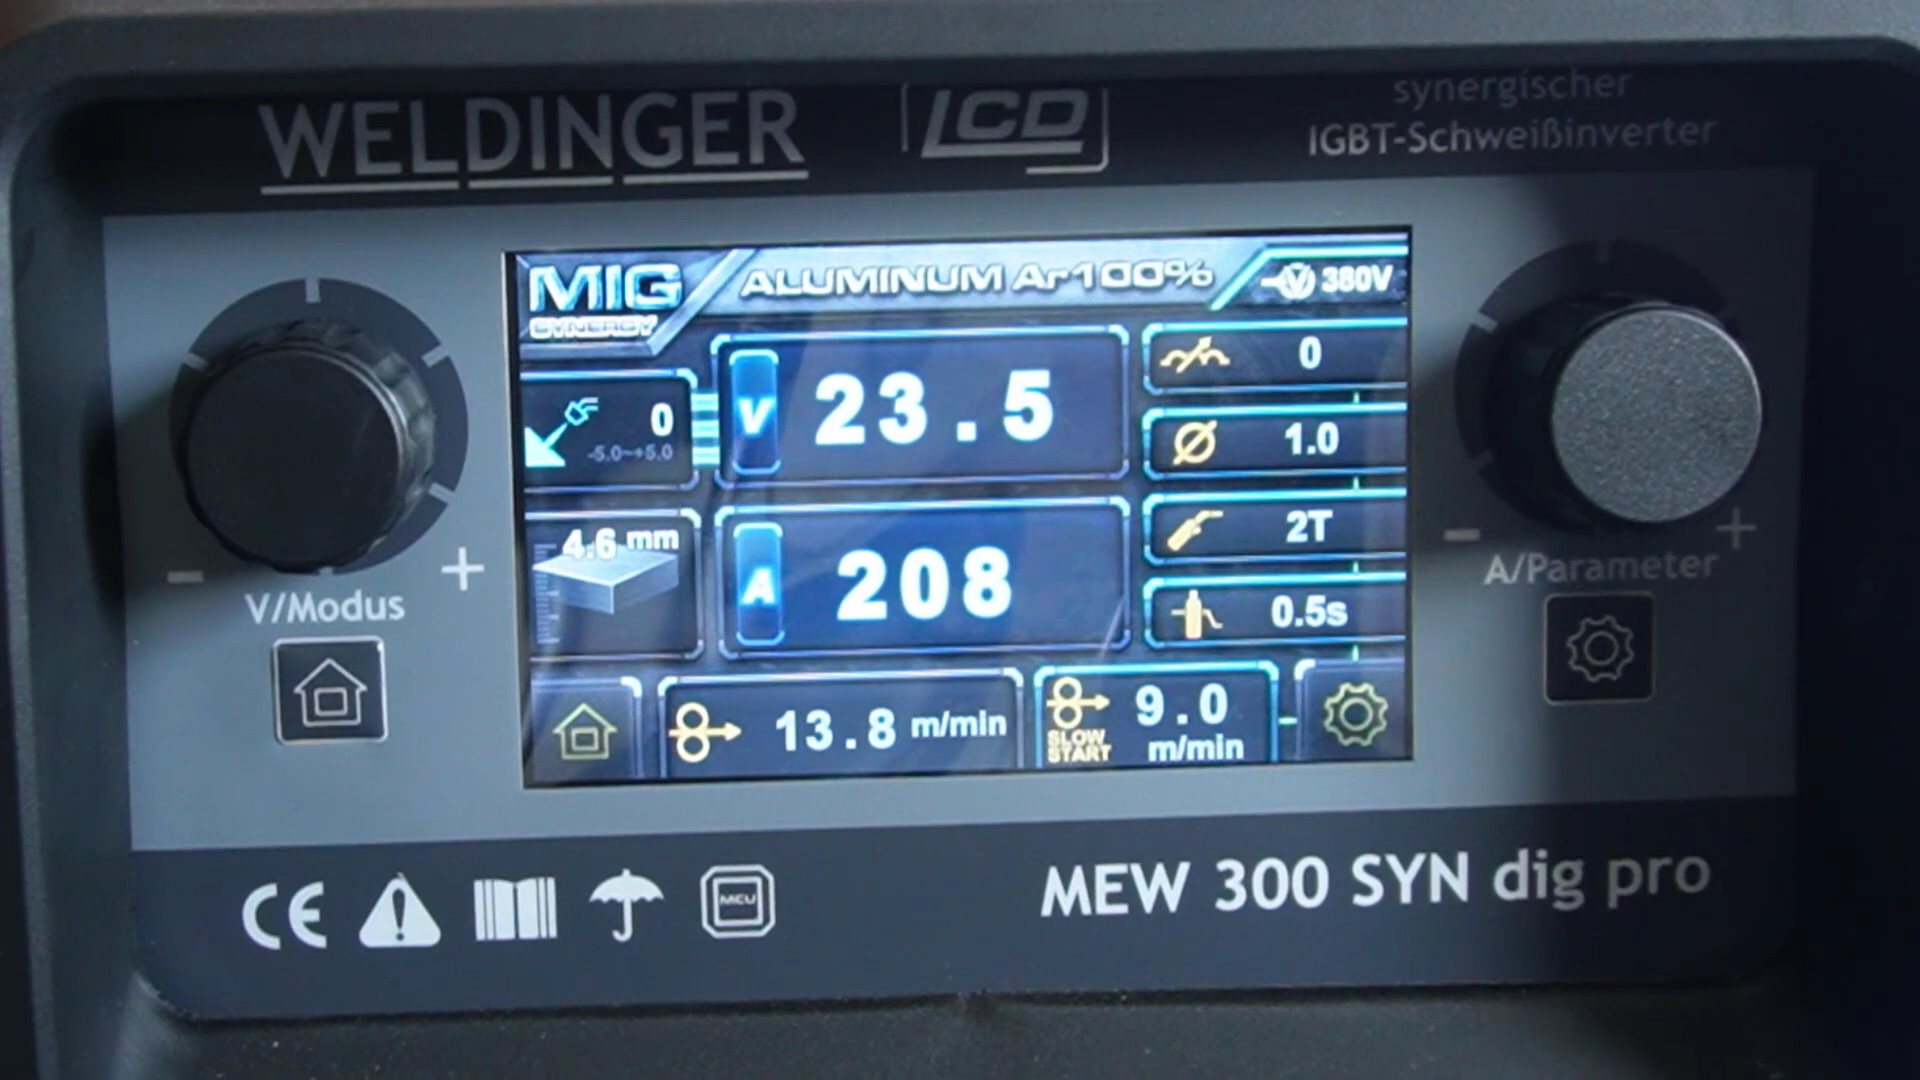 WELDINGER
LCD
synergischer
IGBT-Schweißinverter
MIG
SYNERGY
ALUMINUM Ar100%
V 380V
0
-5.0~+5.0
V 23.5
0
1.0
4.6 mm
A 208
2T
0.5s
13.8 m/min
SLOW
START
9.0
m/min
- +
V/Modus
- +
A/Parameter
CE
MCU
MEW 300 SYN dig pro